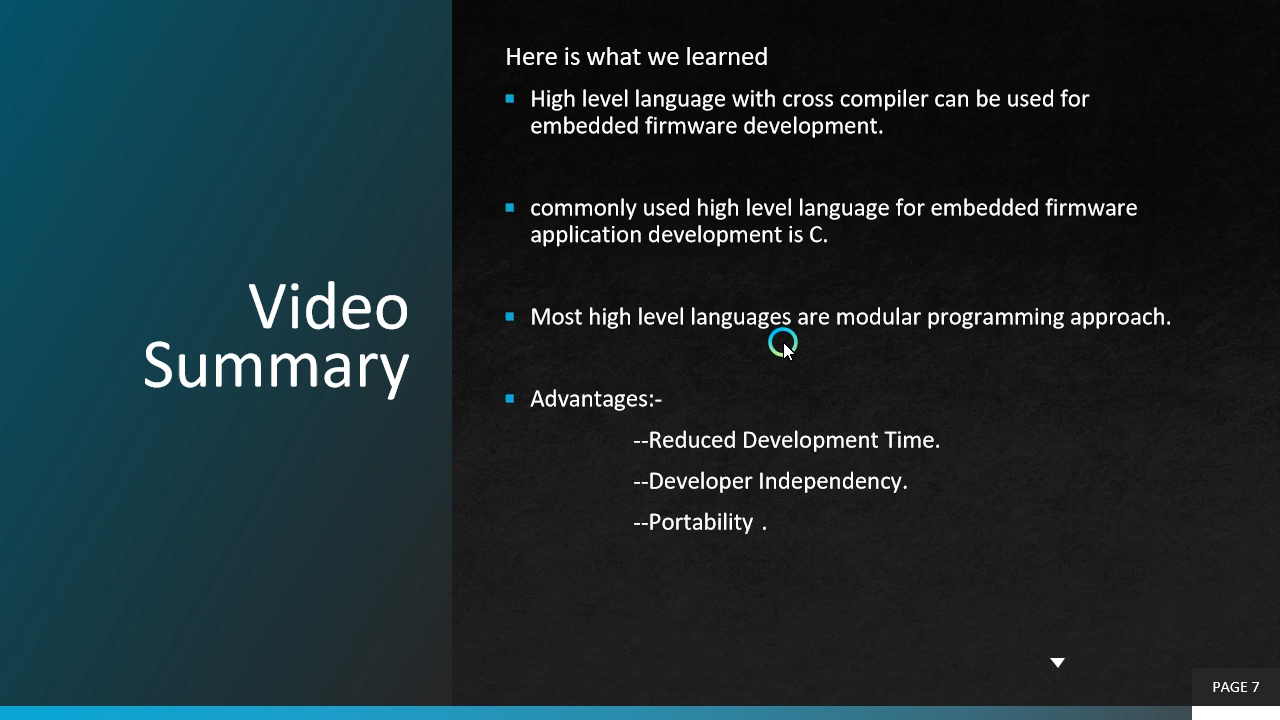 Video
Summary
Here is what we learned
High level language with cross compiler can be used for
embedded firmware development.
commonly used high level language for embedded firmware
application development is C.
Most high level languages are modular programming approach.
Advantages:-
--Reduced Development Time.
--Developer Independency.
--Portability .
PAGE 7